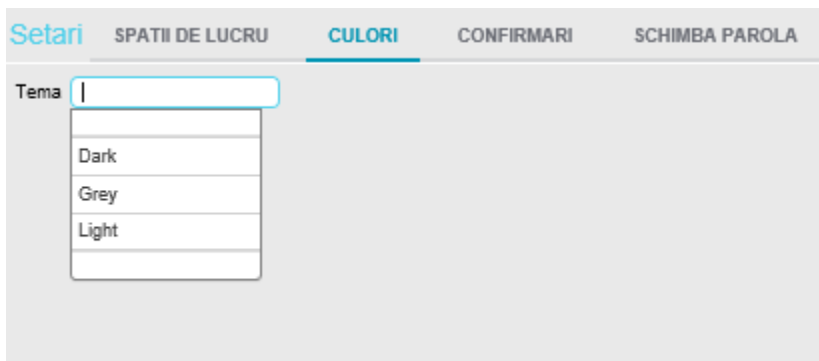 Setari SPATII DE LUCRU CULORI CONFIRMARI SCHIMBA PAROLA
Tema
Dark
Grey
Light